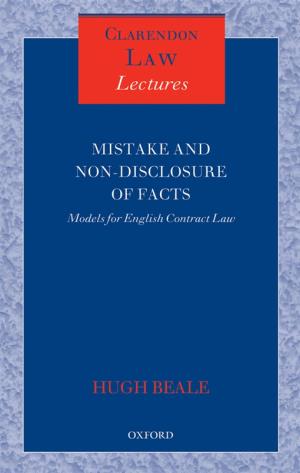 CLARENDON
LAW
Lectures
MISTAKE AND
NON-DISCLOSURE
OF FACTS
Models for English Contract Law
HUGH BEALE
OXFORD